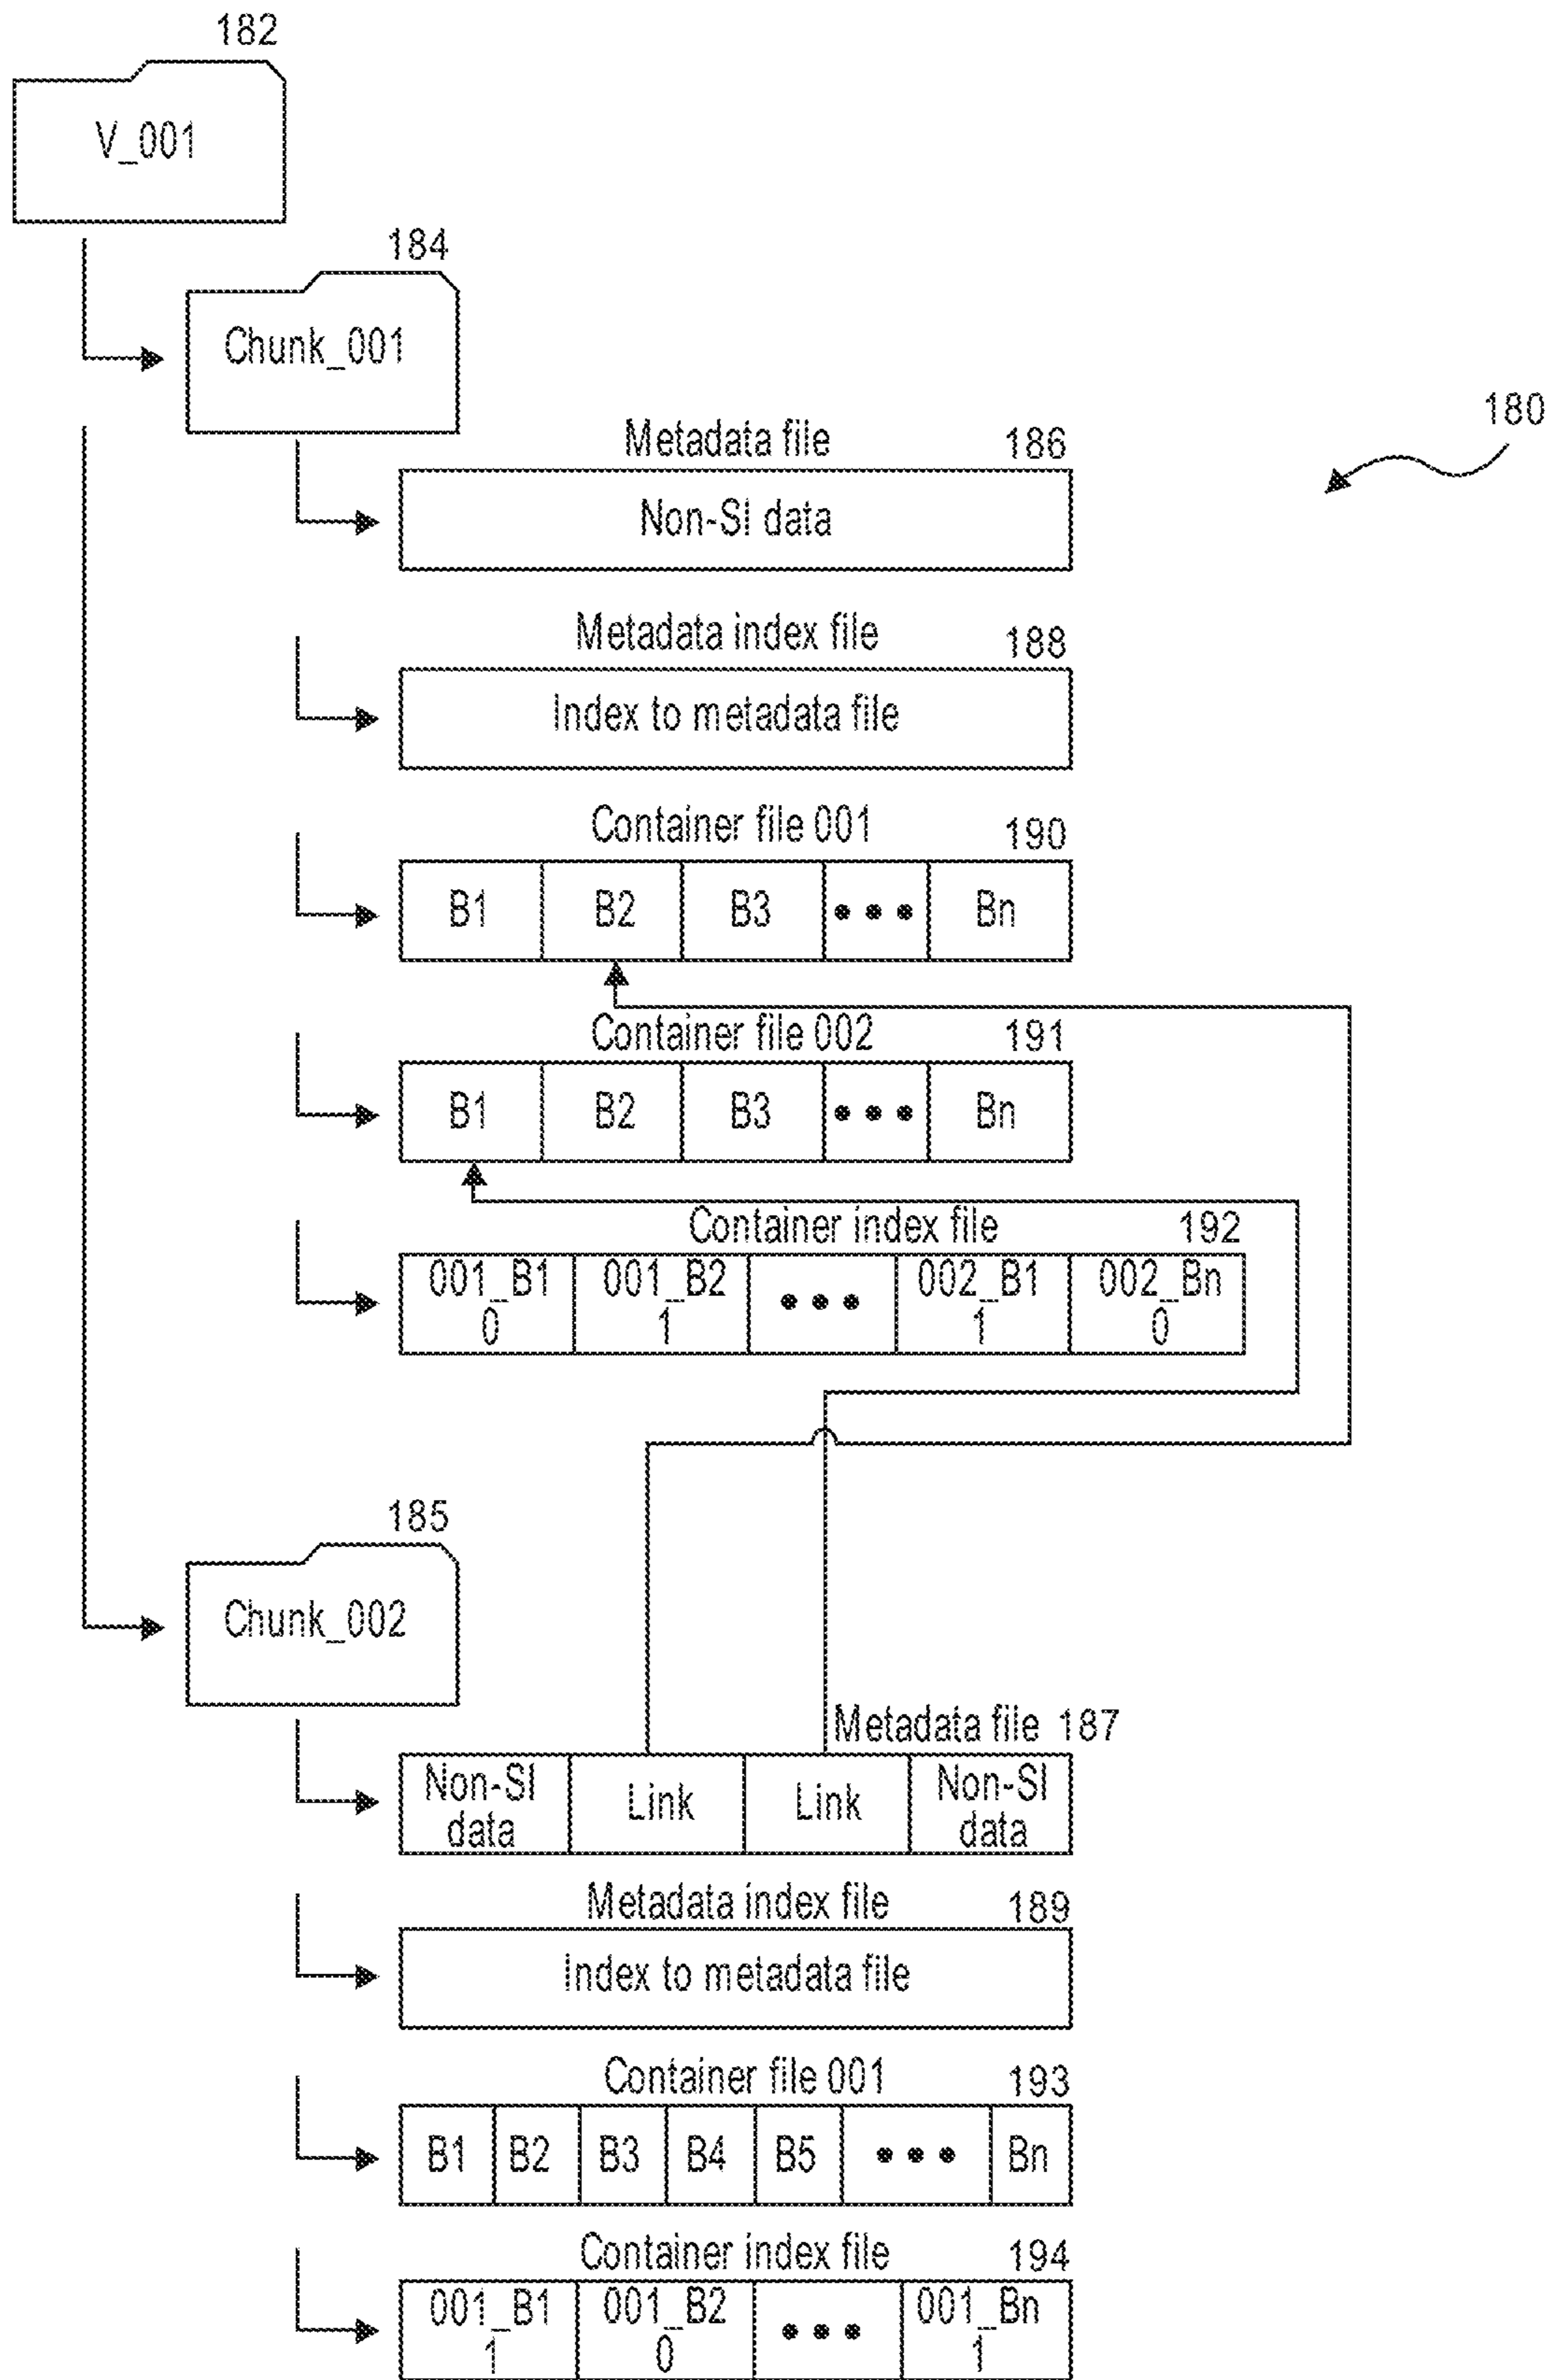 182
V_001
184
Chunk_001
180
Metadata file 186
Non-SI data
Metadata index file 188
Index to metadata file
Container file 001 190
B1 B2 B3 ••• Bn
Container file 002 191
B1 B2 B3 ••• Bn
Container index file 192
001_B1 001_B2 ••• 002_B1 002_Bn
0 1 1 0
185
Chunk_002
Metadata file 187
Non-SI Link Link Non-SI
data data
Metadata index file 189
Index to metadata file
Container file 001 193
B1 B2 B3 B4 B5 ••• Bn
Container index file 194
001_B1 001_B2 ••• 001_Bn
1 0 1